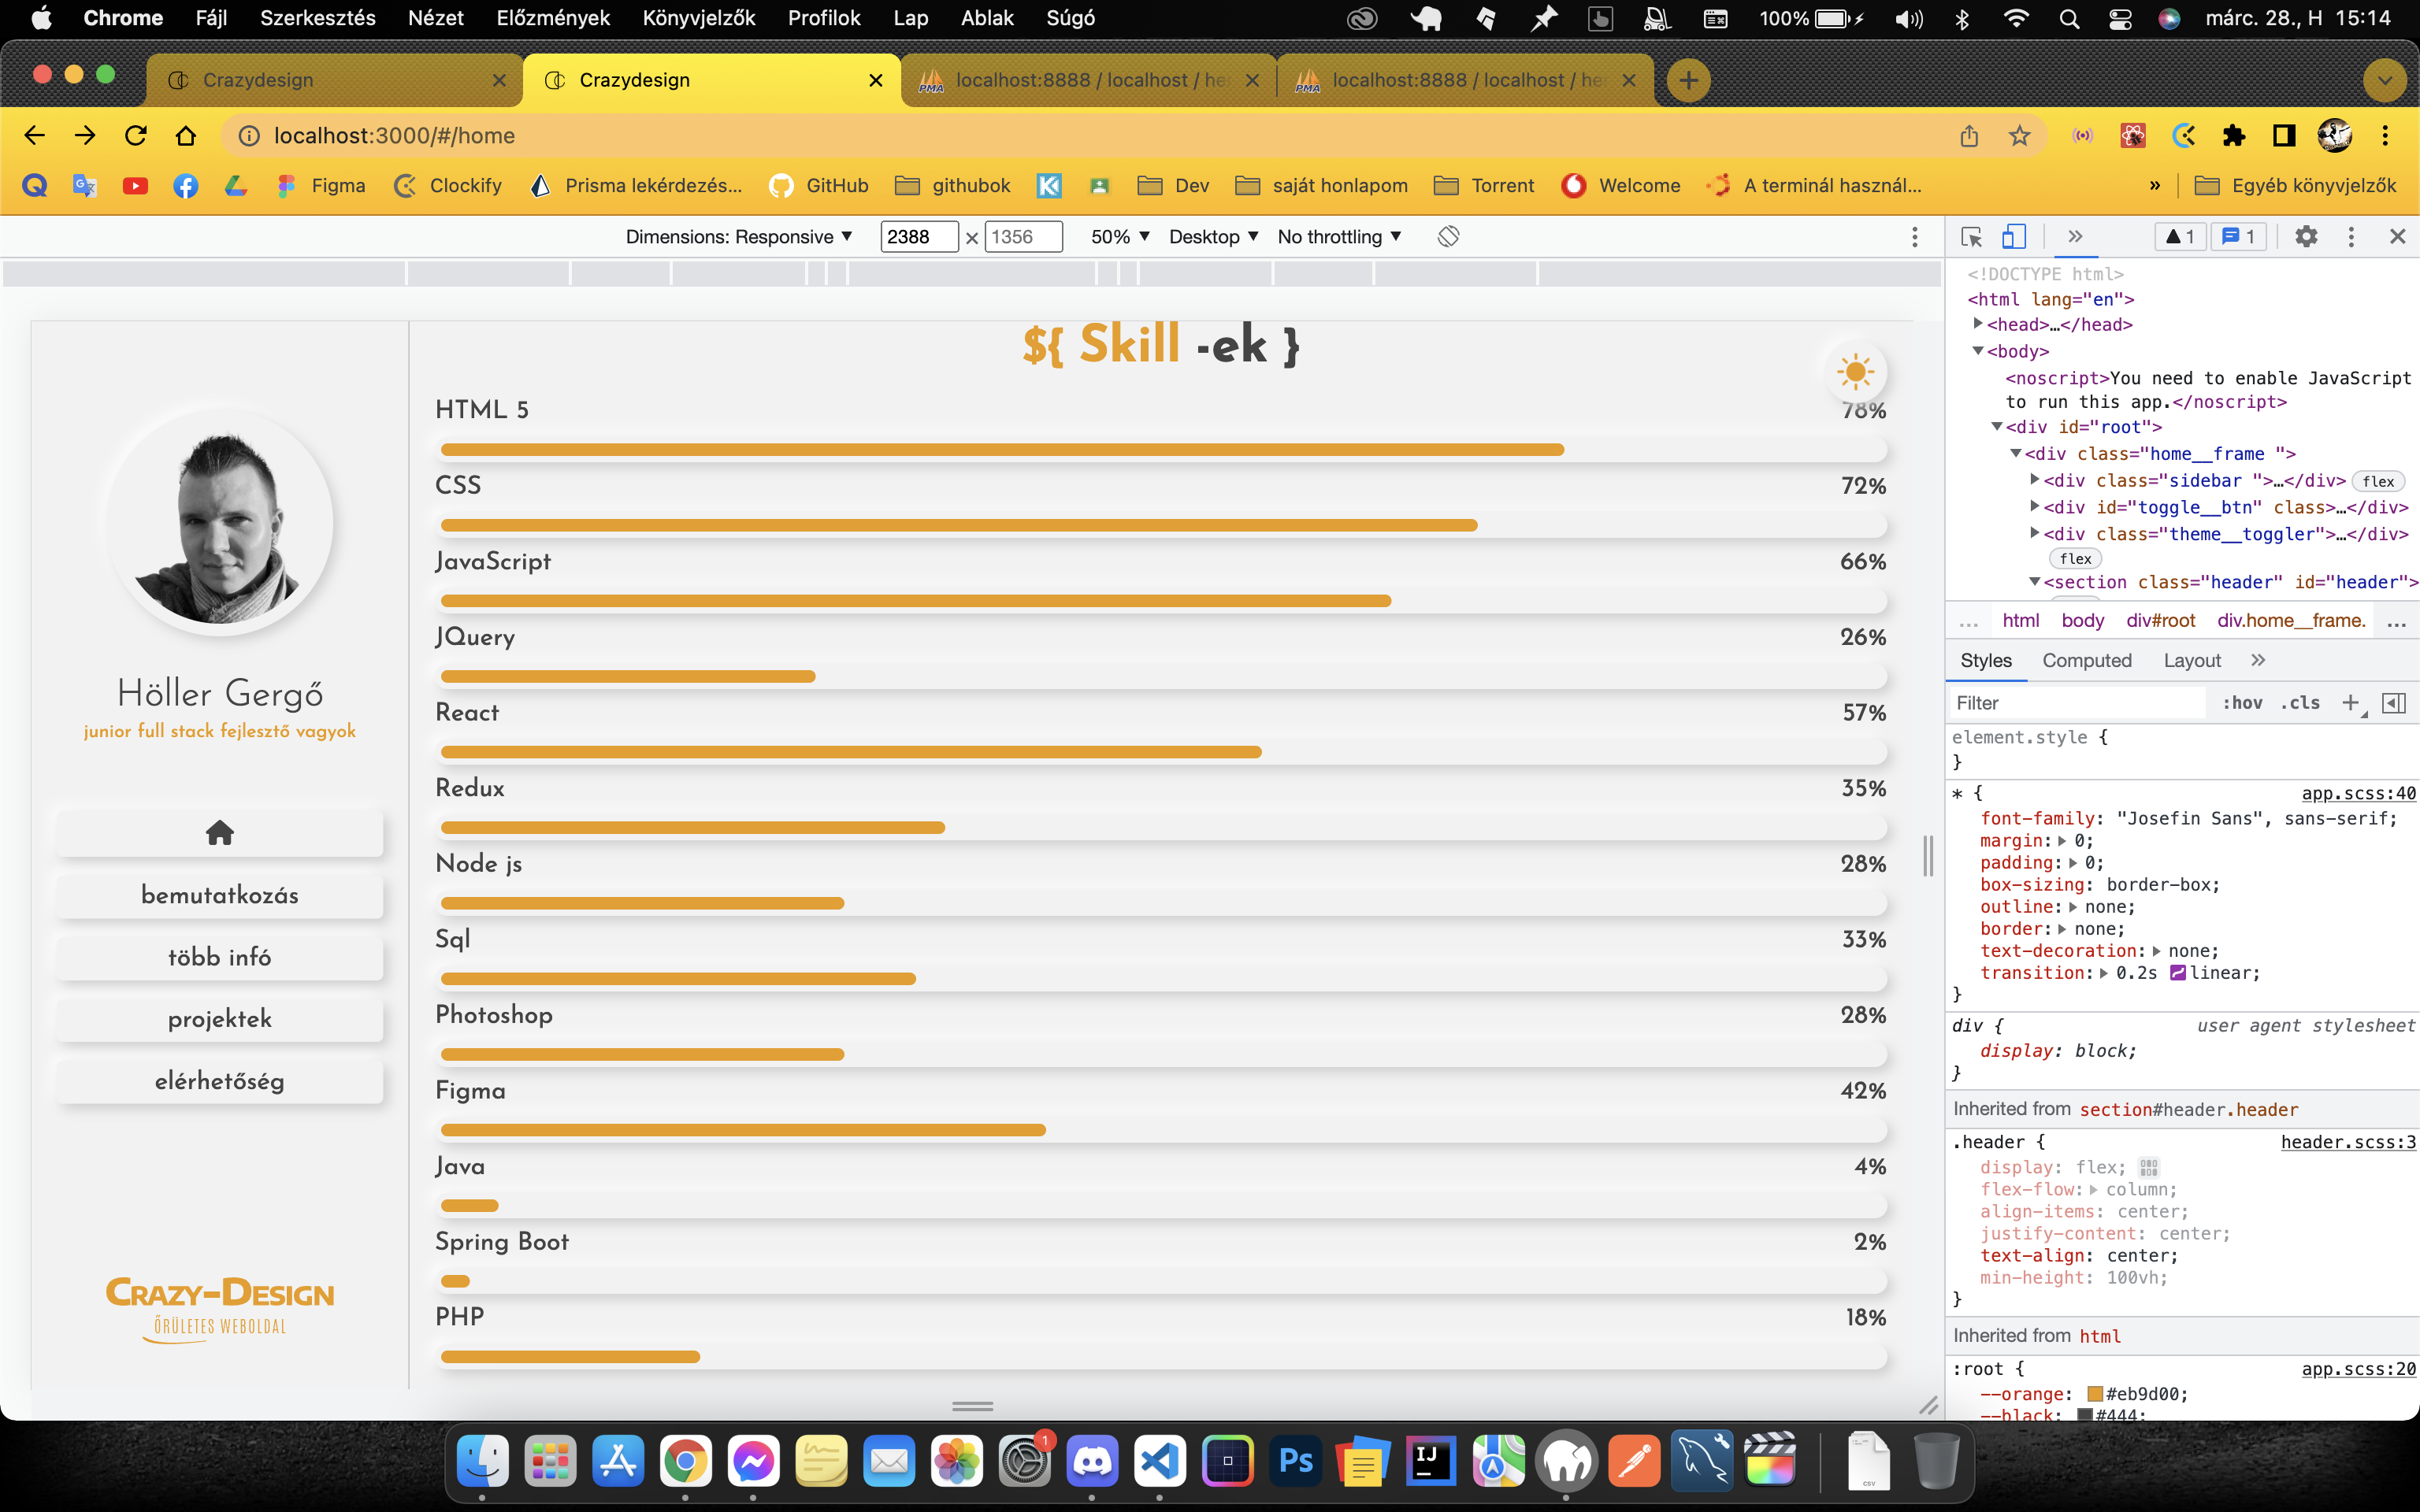 Chrome Fájl Szerkesztés Nézet Előzmények Könyvjelzők Profilok Lap Ablak Súgó 100% márc. 28., H 15:14
Crazydesign Crazydesign localhost:8888 / localhost / he localhost:8888 / localhost / he
localhost:3000/#/home
Figma Clockify Prisma lekérdezés... GitHub githubok Dev saját honlapom Torrent Welcome A terminál használ... » Egyéb könyvjelzők
Dimensions: Responsive 2388 × 1356 50% Desktop No throttling
1 1
${ Skill -ek }
HTML 5 78%
CSS 72%
JavaScript 66%
JQuery 26%
React 57%
Redux 35%
Node js 28%
Sql 33%
Photoshop 28%
Figma 42%
Java 4%
Spring Boot 2%
PHP 18%
Höller Gergő
junior full stack fejlesztő vagyok
bemutatkozás
több infó
projektek
elérhetőség
CRAZY-DESIGN
ŐRÜLETES WEBOLDAL
<!DOCTYPE html>
<html lang="en">
<head>…</head>
<body>
<noscript>You need to enable JavaScript
to run this app.</noscript>
<div id="root">
<div class="home__frame ">
<div class="sidebar ">…</div> flex
<div id="toggle__btn" class>…</div>
<div class="theme__toggler">…</div>
flex
<section class="header" id="header">
... html body div#root div.home__frame. ...
Styles Computed Layout
Filter :hov .cls
element.style {
}
* { app.scss:40
font-family: "Josefin Sans", sans-serif;
margin: 0;
padding: 0;
box-sizing: border-box;
outline: none;
border: none;
text-decoration: none;
transition: 0.2s linear;
}
div { user agent stylesheet
display: block;
}
Inherited from section#header.header
.header { header.scss:3
display: flex;
flex-flow: column;
align-items: center;
justify-content: center;
text-align: center;
min-height: 100vh;
}
Inherited from html
:root { app.scss:20
--orange: #eb9d00;
--black: #444;
1
Ps
IJ
CSV